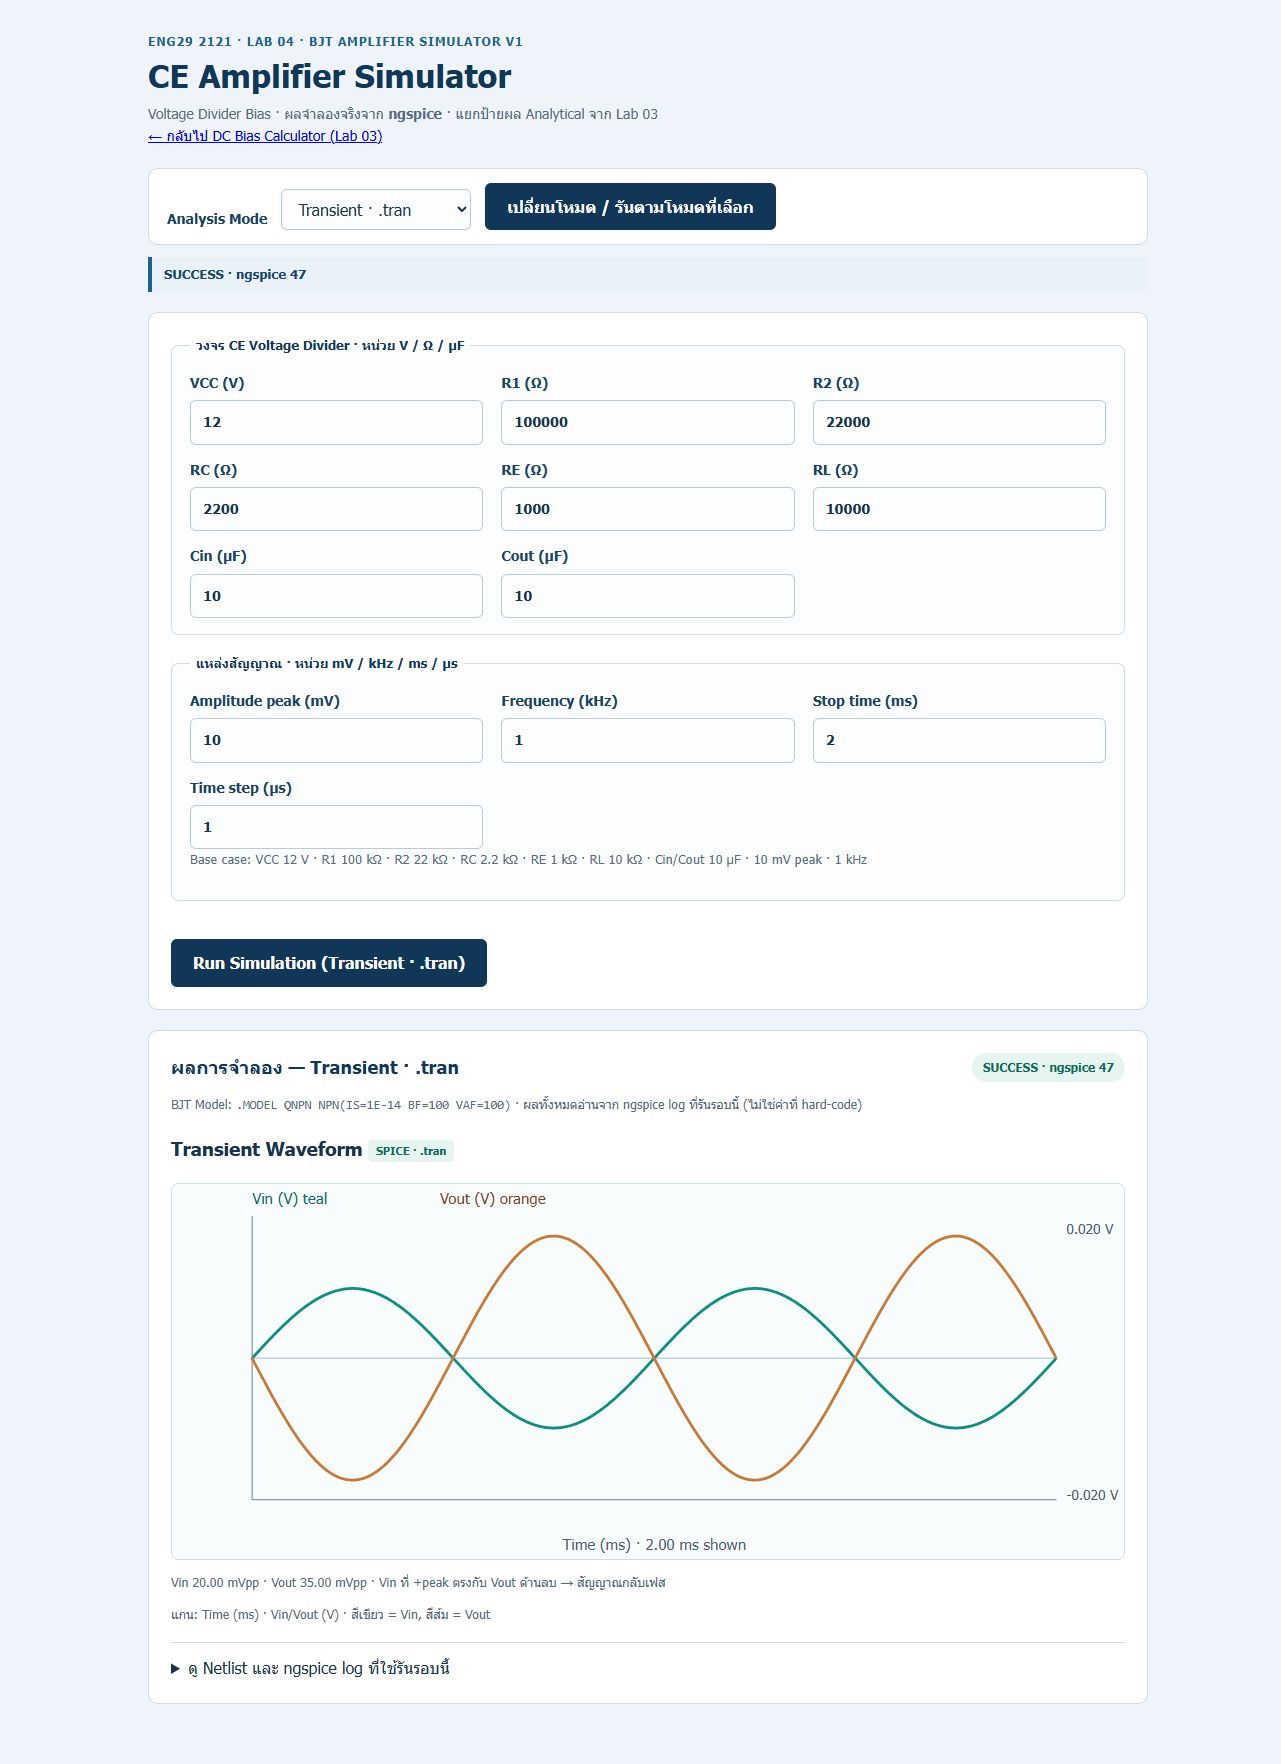 ENG29 2121 · LAB 04 · BJT AMPLIFIER SIMULATOR V1
CE Amplifier Simulator
Voltage Divider Bias · ผลจำลองจริงจาก ngspice · แยกป้ายผล Analytical จาก Lab 03
← กลับไป DC Bias Calculator (Lab 03)
Analysis Mode Transient · .tran เปลี่ยนโหมด / รันตามโหมดที่เลือก
SUCCESS · ngspice 47
วงจร CE Voltage Divider · หน่วย V / Ω / µF
VCC (V) R1 (Ω) R2 (Ω)
12 100000 22000
RC (Ω) RE (Ω) RL (Ω)
2200 1000 10000
Cin (µF) Cout (µF)
10 10
แหล่งสัญญาณ · หน่วย mV / kHz / ms / µs
Amplitude peak (mV) Frequency (kHz) Stop time (ms)
10 1 2
Time step (µs)
1
Base case: VCC 12 V · R1 100 kΩ · R2 22 kΩ · RC 2.2 kΩ · RE 1 kΩ · RL 10 kΩ · Cin/Cout 10 µF · 10 mV peak · 1 kHz
Run Simulation (Transient · .tran)
ผลการจำลอง — Transient · .tran SUCCESS · ngspice 47
BJT Model: .MODEL QNPN NPN(IS=1E-14 BF=100 VAF=100) · ผลทั้งหมดอ่านจาก ngspice log ที่รันรอบนี้ (ไม่ใช่ค่าที่ hard-code)
Transient Waveform SPICE · .tran
Vin (V) teal Vout (V) orange
0.020 V
-0.020 V
Time (ms) · 2.00 ms shown
Vin 20.00 mVpp · Vout 35.00 mVpp · Vin ที่ +peak ตรงกับ Vout ด้านลบ → สัญญาณกลับเฟส
แกน: Time (ms) · Vin/Vout (V) · สีเขียว = Vin, สีส้ม = Vout
▶ ดู Netlist และ ngspice log ที่ใช้รันรอบนี้